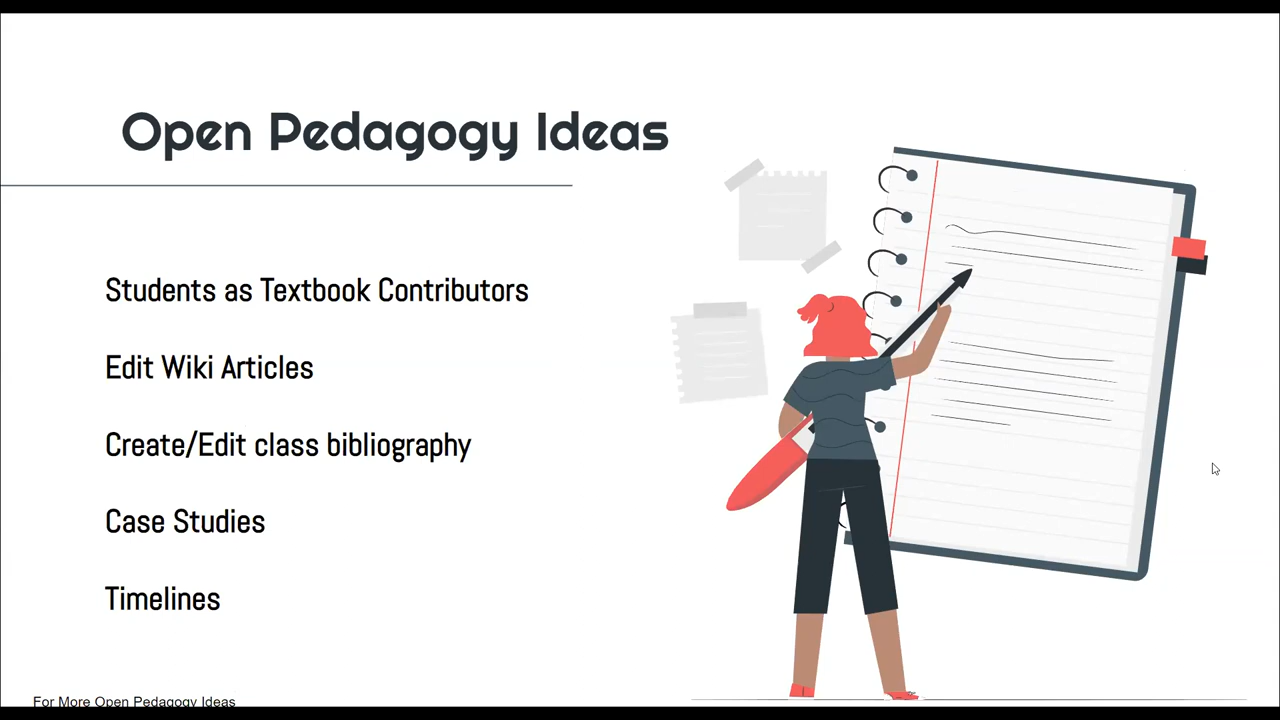 Open Pedagogy Ideas
Students as Textbook Contributors
Edit Wiki Articles
Create/Edit class bibliography
Case Studies
Timelines
For More Open Pedagogy Ideas